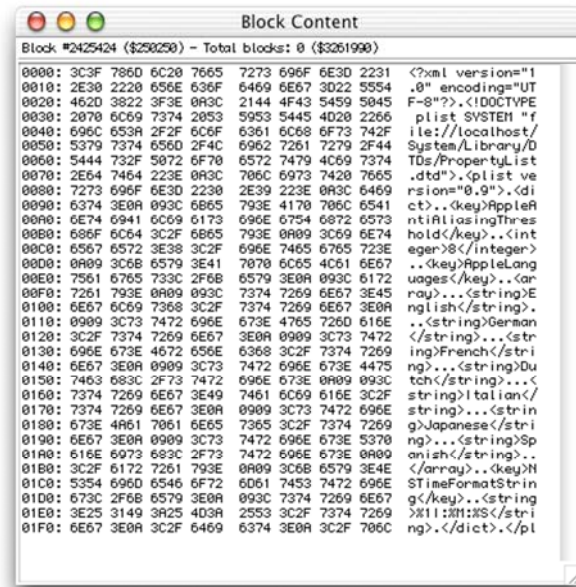 Block Content
Block #2425424 ($250250) – Total blocks: 0 ($3261990)
0000: 3C3F 786D 6C20 7665 7273 696F 6E3D 2231 <?xml version="1
0010: 2E30 2220 656E 636F 6469 6E67 3D22 5554 .0" encoding="UT
0020: 462D 3822 3F3E 0A3C 2144 4F43 5459 5045 F-8"?>.<!DOCTYPE
0030: 2070 6C69 7374 2053 5953 5445 4D20 2266 plist SYSTEM "f
0040: 696C 653A 2F2F 6C6F 6361 6C68 6F73 742F ile://localhost/
0050: 5379 7374 656D 2F4C 6962 7261 7279 2F44 System/Library/D
0060: 5444 732F 5072 6F70 6572 7479 4C69 7374 TDs/PropertyList
0070: 2E64 7464 223E 0A3C 706C 6973 7420 7665 .dtd">.<plist ve
0080: 7273 696F 6E3D 2230 2E39 223E 0A3C 6469 rsion="0.9">.<di
0090: 6374 3E0A 093C 6B65 793E 4170 706C 6541 ct>..<key>AppleA
00A0: 6E74 6941 6C69 6173 696E 6754 6872 6573 ntiAliasingThres
00B0: 686F 6C64 3C2F 6B65 793E 0A09 3C69 6E74 hold</key>..<int
00C0: 6567 6572 3E38 3C2F 696E 7465 6765 723E eger>8</integer>
00D0: 0A09 3C6B 6579 3E41 7070 6C65 4C61 6E67 ..<key>AppleLang
00E0: 7561 6765 733C 2F6B 6579 3E0A 093C 6172 uages</key>..<ar
00F0: 7261 793E 0A09 093C 7374 7269 6E67 3E45 ray>...<string>E
0100: 6E67 6C69 7368 3C2F 7374 7269 6E67 3E0A nglish</string>.
0110: 0909 3C73 7472 696E 673E 4765 726D 616E ..<string>German
0120: 3C2F 7374 7269 6E67 3E0A 0909 3C73 7472 </string>...<str
0130: 696E 673E 4672 656E 6368 3C2F 7374 7269 ing>French</stri
0140: 6E67 3E0A 0909 3C73 7472 696E 673E 4475 ng>...<string>Du
0150: 7463 683C 2F73 7472 696E 673E 0A09 093C tch</string>...<
0160: 7374 7269 6E67 3E49 7461 6C69 616E 3C2F string>Italian</
0170: 7374 7269 6E67 3E0A 0909 3C73 7472 696E string>...<strin
0180: 673E 4A61 7061 6E65 7365 3C2F 7374 7269 g>Japanese</stri
0190: 6E67 3E0A 0909 3C73 7472 696E 673E 5370 ng>...<string>Sp
01A0: 616E 6973 683C 2F73 7472 696E 673E 0A09 anish</string>..
01B0: 3C2F 6172 7261 793E 0A09 3C6B 6579 3E4E </array>..<key>N
01C0: 5354 696D 6546 6F72 6D61 7453 7472 696E STimeFormatStrin
01D0: 673C 2F6B 6579 3E0A 093C 7374 7269 6E67 g</key>..<string
01E0: 3E25 3149 3A25 4D3A 2553 3C2F 7374 7269 >%1I:%M:%S</stri
01F0: 6E67 3E0A 3C2F 6469 6374 3E0A 3C2F 706C ng>.</dict>.</pl